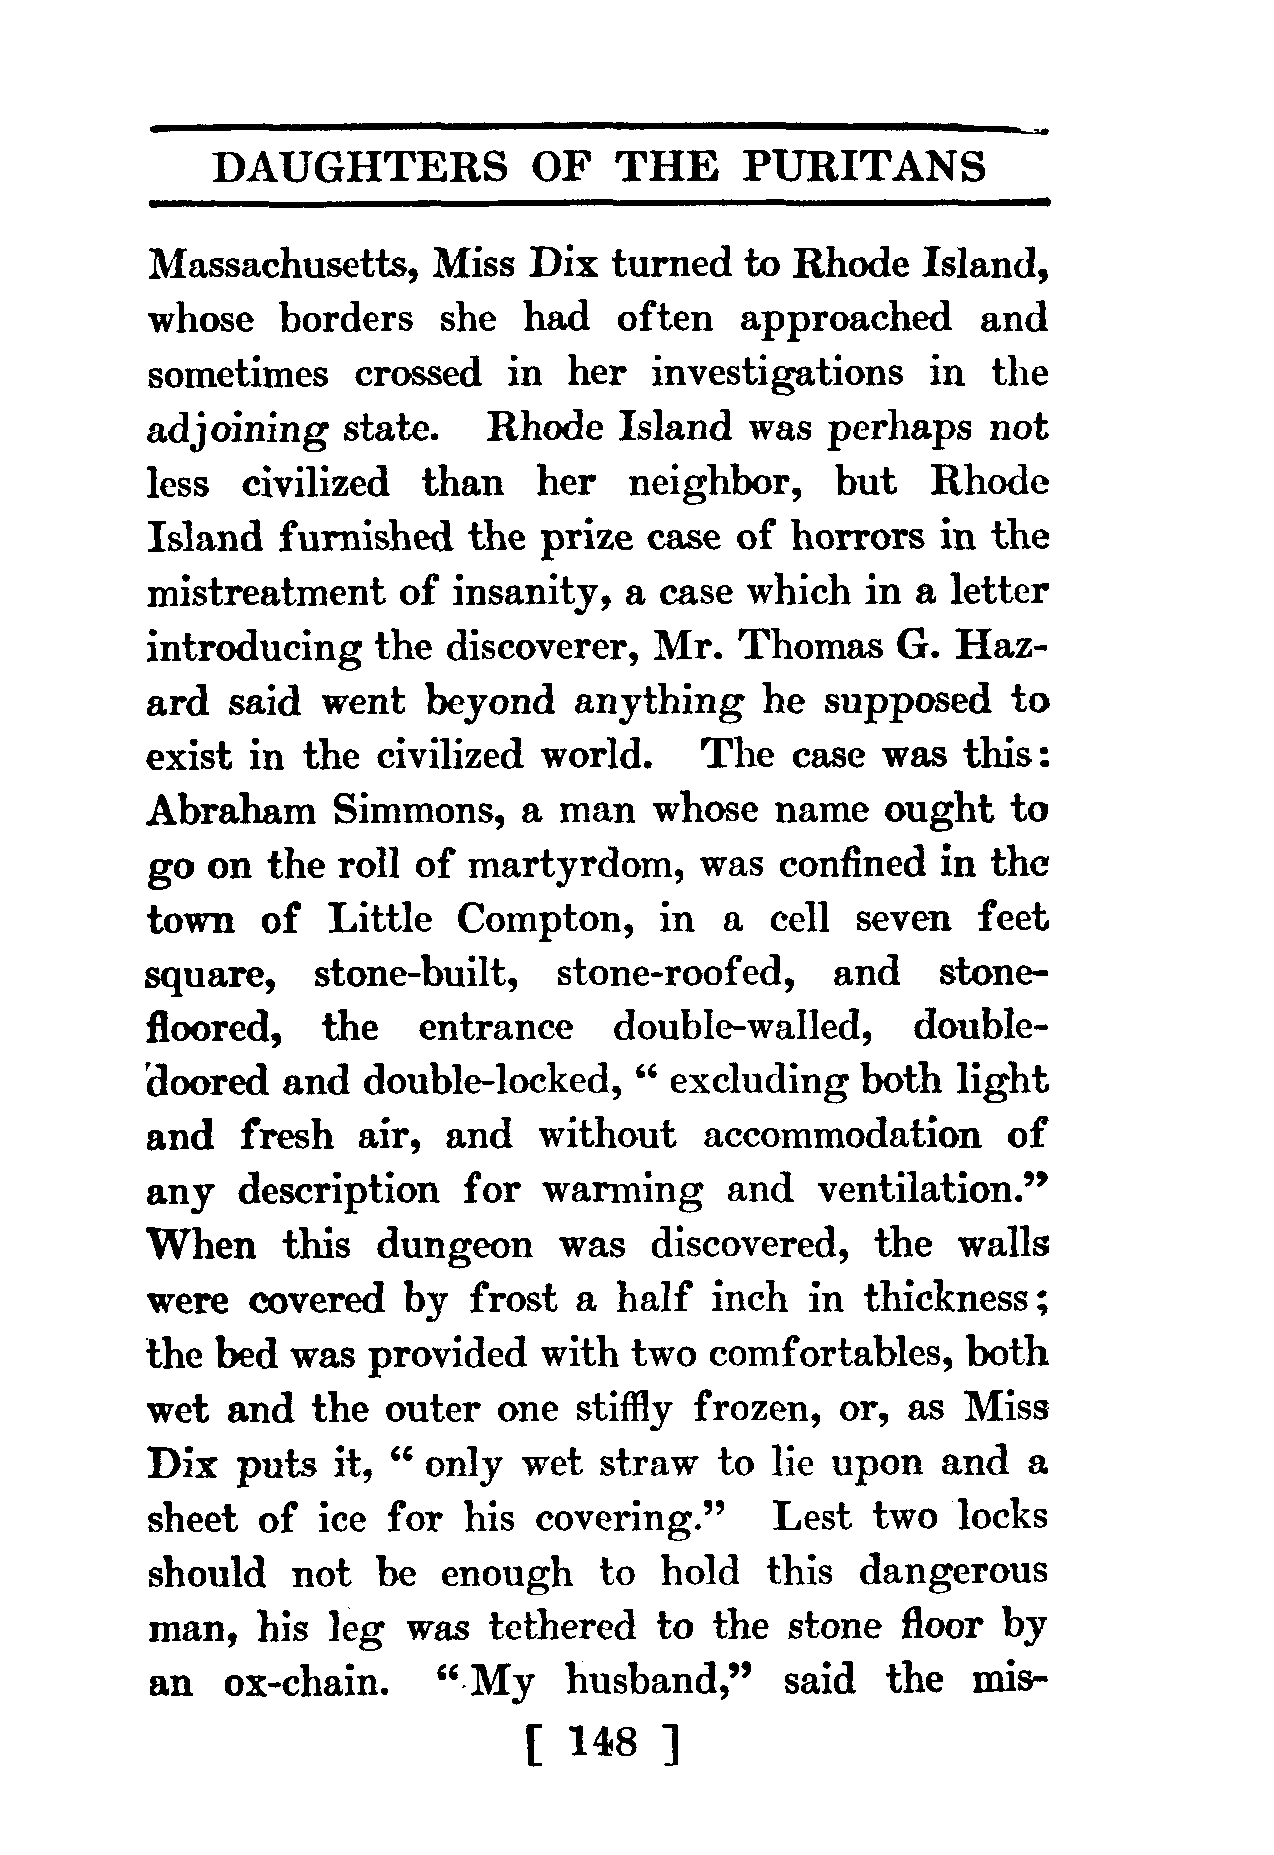 DAUGHTERS OF THE PURITANS
Massachusetts, Miss Dix turned to Rhode Island,
whose borders she had often approached and
sometimes crossed in her investigations in the
adjoining state. Rhode Island was perhaps not
less civilized than her neighbor, but Rhode
Island furnished the prize case of horrors in the
mistreatment of insanity, a case which in a letter
introducing the discoverer, Mr. Thomas G. Haz-
ard said went beyond anything he supposed to
exist in the civilized world. The case was this:
Abraham Simmons, a man whose name ought to
go on the roll of martyrdom, was confined in the
town of Little Compton, in a cell seven feet
square, stone-built, stone-roofed, and stone-
floored, the entrance double-walled, double-
doored and double-locked, “ excluding both light
and fresh air, and without accommodation of
any description for warming and ventilation.”
When this dungeon was discovered, the walls
were covered by frost a half inch in thickness;
the bed was provided with two comfortables, both
wet and the outer one stiffly frozen, or, as Miss
Dix puts it, “ only wet straw to lie upon and a
sheet of ice for his covering.” Lest two locks
should not be enough to hold this dangerous
man, his leg was tethered to the stone floor by
an ox-chain. “ My husband,” said the mis-
[ 148 ]